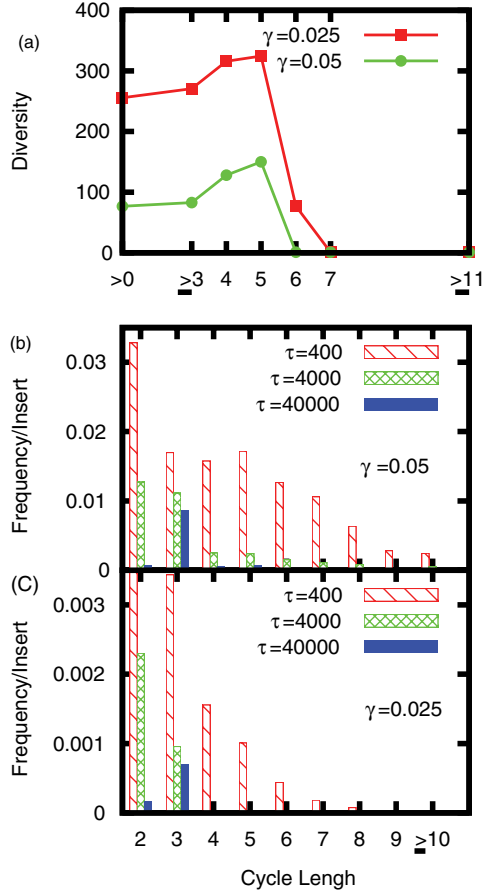 (a)
400
300
200
100
0
Diversity
γ=0.025
γ=0.05
>0 ≥3 4 5 6 7 ≥11
(b)
0.03
0.02
0.01
0
Frequency/Insert
τ=400
τ=4000
τ=40000
γ=0.05
(C)
0.003
0.002
0.001
0
Frequency/Insert
τ=400
τ=4000
τ=40000
γ=0.025
2 3 4 5 6 7 8 9 ≥10
Cycle Lengh